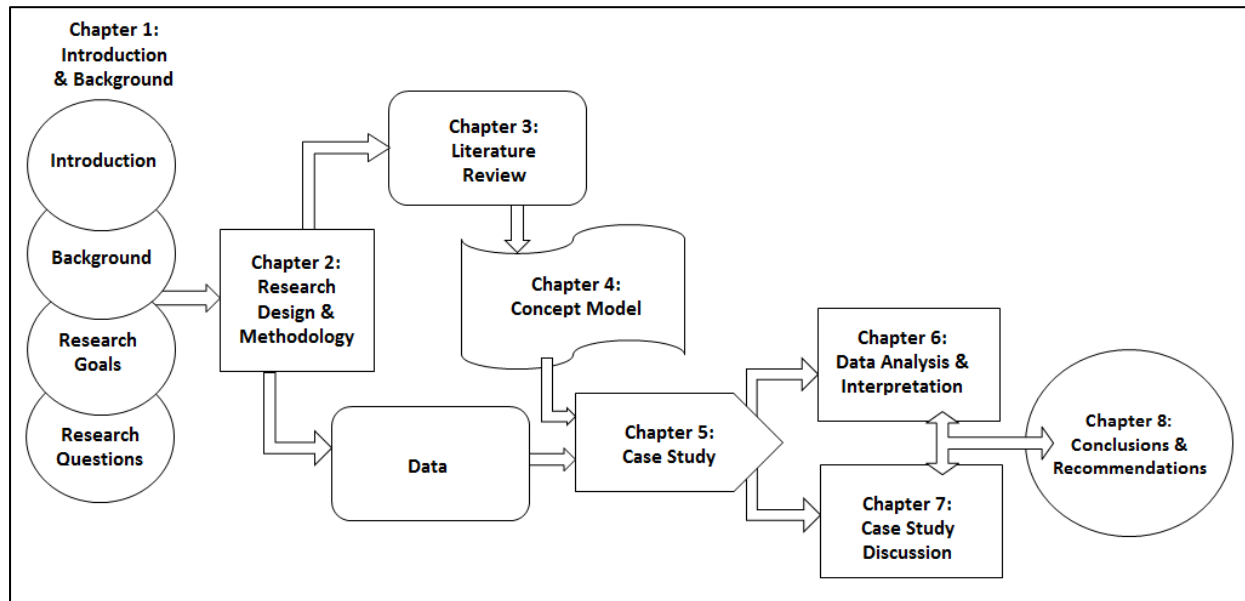 Chapter 1:
Introduction
& Background
Introduction
Background
Research
Goals
Research
Questions
Chapter 2:
Research
Design &
Methodology
Chapter 3:
Literature
Review
Chapter 4:
Concept Model
Data
Chapter 5:
Case Study
Chapter 6:
Data Analysis &
Interpretation
Chapter 7:
Case Study
Discussion
Chapter 8:
Conclusions &
Recommendations